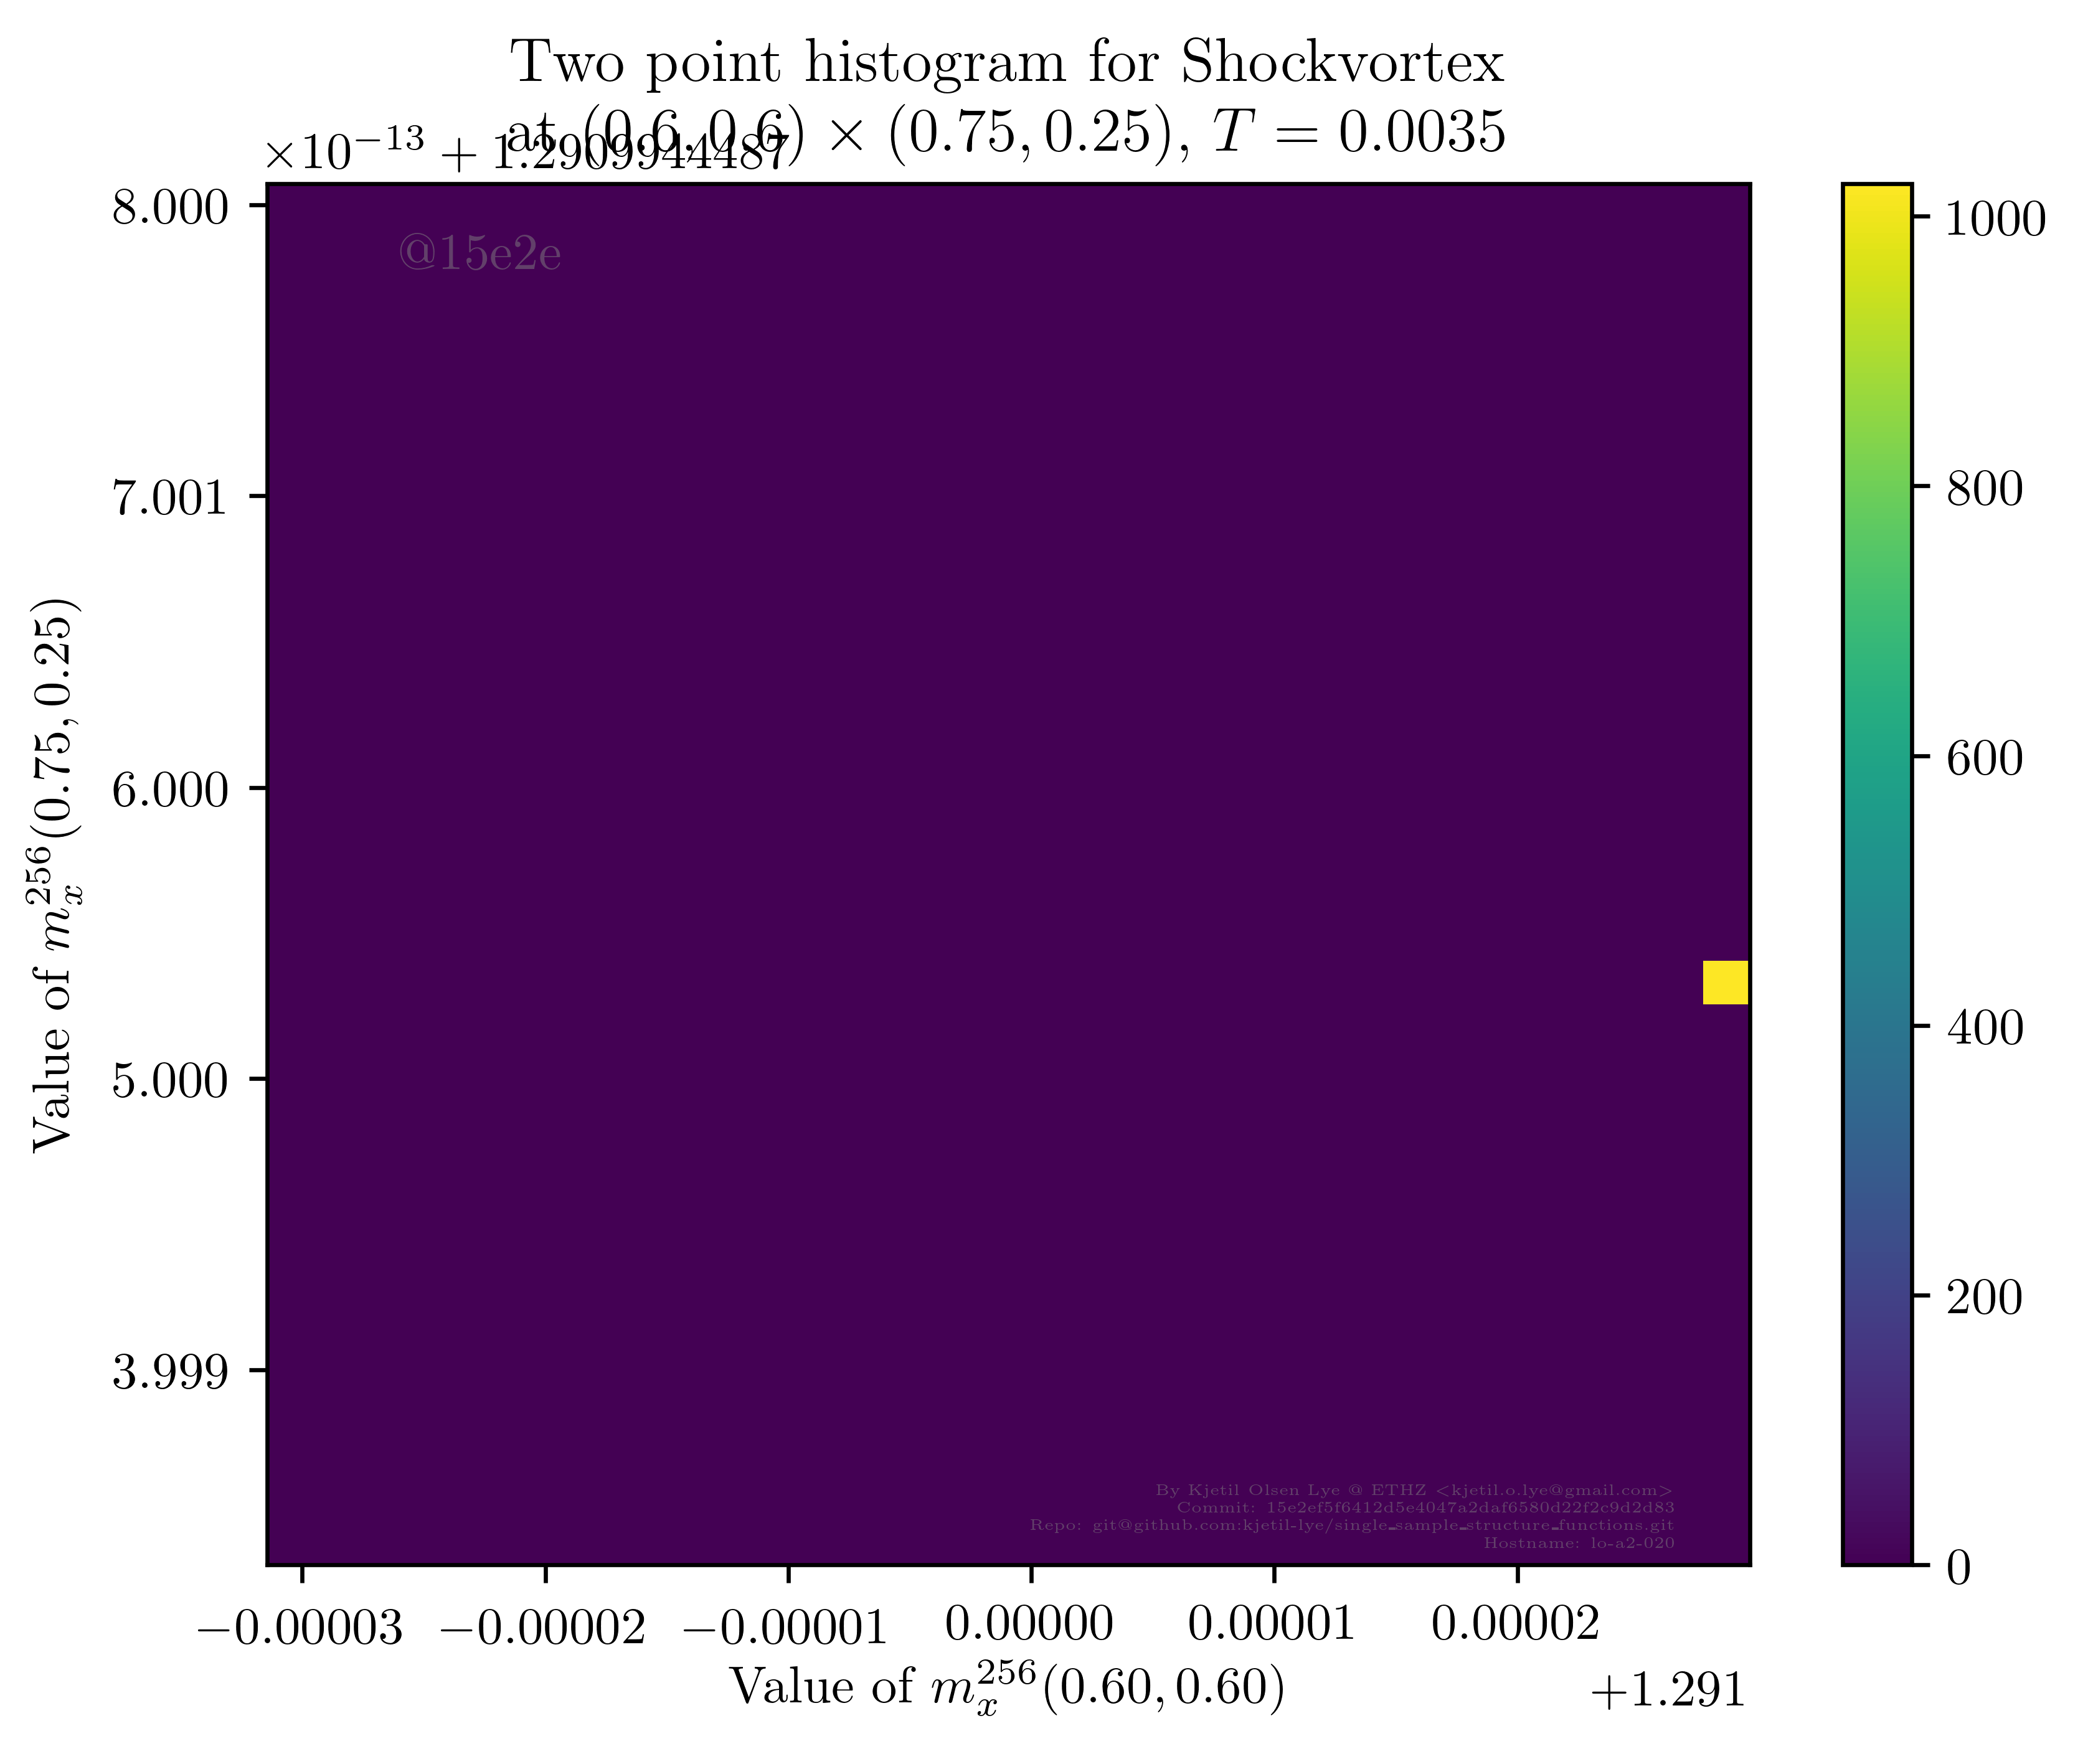 Two point histogram for Shockvortex
at (0.6, 0.6) × (0.75, 0.25), T = 0.0035
×10⁻¹³ + 1.290994448
8.000
7.001
6.000
5.000
3.999
Value of m_x^256(0.75, 0.25)
@15e2e
By Kjetil Olsen Lye @ ETHZ <kjetil.o.lye@gmail.com>
Commit: 15e2ef5f6412d5e4047a2daf6580d22f2c9d2d83
Repo: git@github.com:kjetil-lye/single_sample_structure_functions.git
Hostname: lo-a2-020
−0.00003 −0.00002 −0.00001 0.00000 0.00001 0.00002
Value of m_x^256(0.60, 0.60)
+1.291
1000
800
600
400
200
0